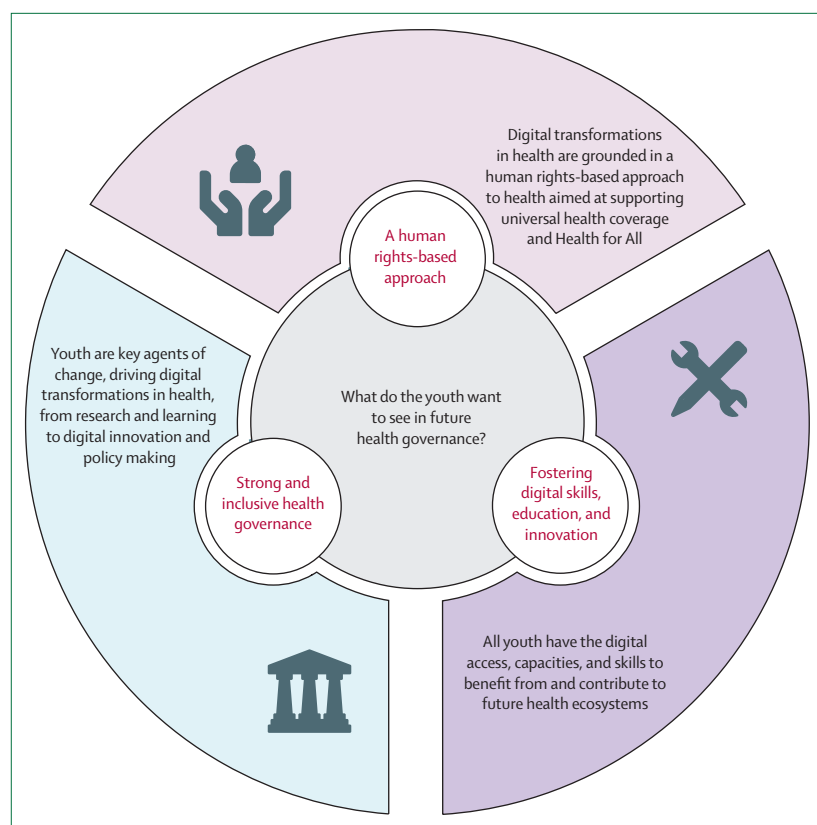 Digital transformations
in health are grounded in a
human rights-based approach
to health aimed at supporting
universal health coverage
and Health for All
A human
rights-based
approach
Youth are key agents of
change, driving digital
transformations in health,
from research and learning
to digital innovation and
policy making
What do the youth want
to see in future
health governance?
Strong and
inclusive health
governance
Fostering
digital skills,
education, and
innovation
All youth have the digital
access, capacities, and skills to
benefit from and contribute to
future health ecosystems